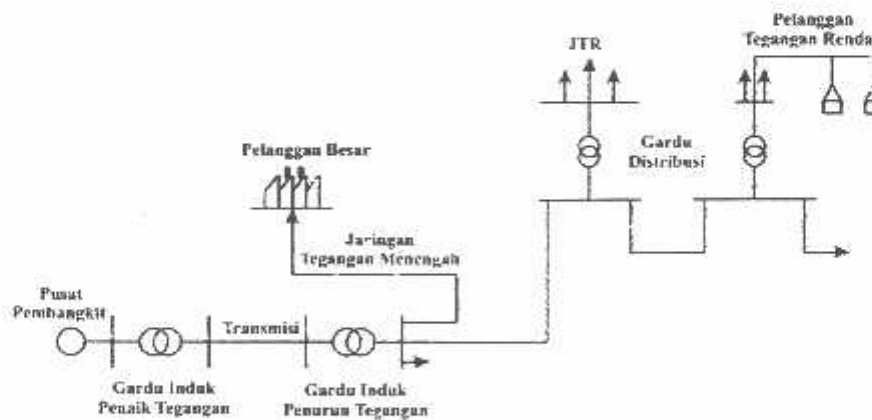 Pelanggan
Tegangan Renda
JTR
Gardu
Distribusi
Pelanggan Besar
Jaringan
Tegangan Menengah
Pusat
Pembangkit
Transmisi
Gardu Induk
Penaik Tegangan
Gardu Induk
Penurun Tegangan